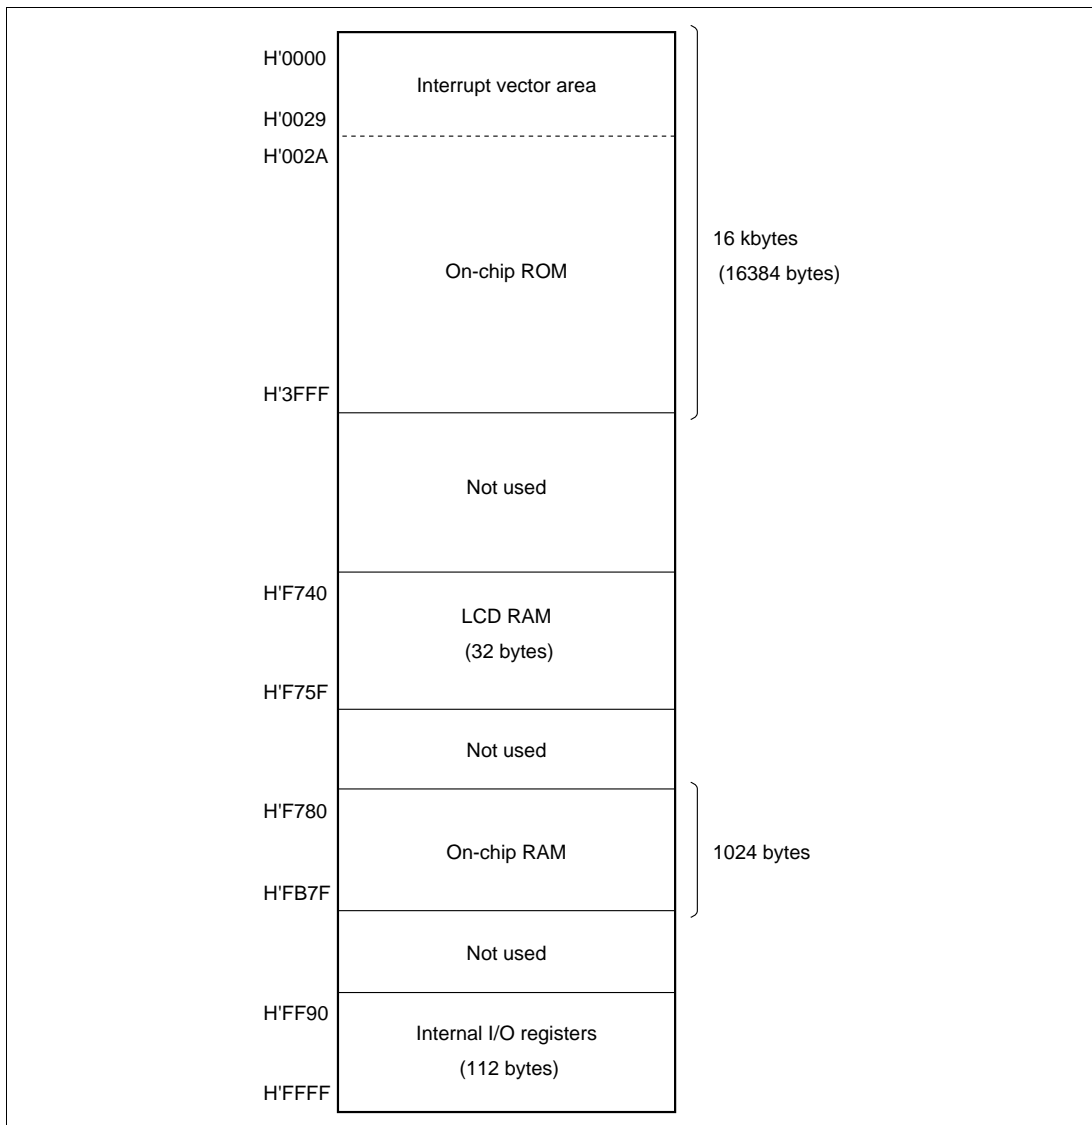 H'0000
Interrupt vector area
H'0029
H'002A
On-chip ROM
16 kbytes
(16384 bytes)
H'3FFF
Not used
H'F740
LCD RAM
(32 bytes)
H'F75F
Not used
H'F780
On-chip RAM
1024 bytes
H'FB7F
Not used
H'FF90
Internal I/O registers
(112 bytes)
H'FFFF